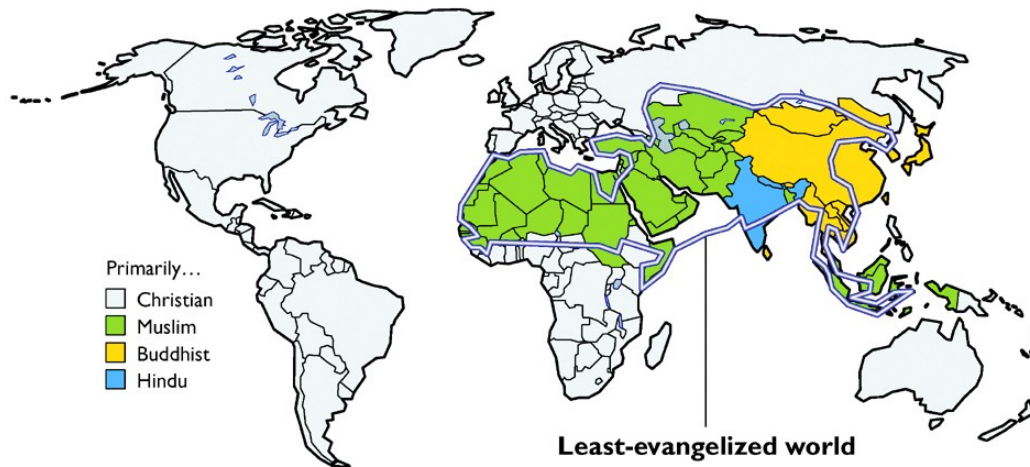 Primarily...
Christian
Muslim
Buddhist
Hindu
Least-evangelized world